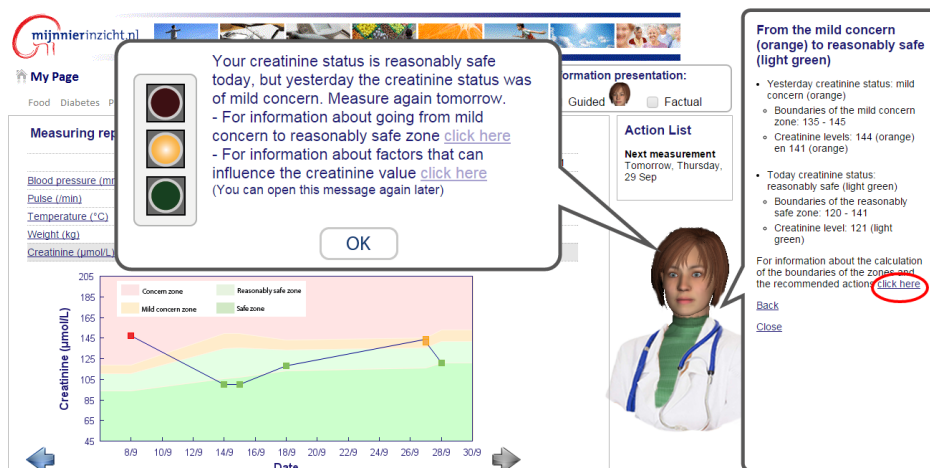 mijnnierinzicht.nl
My Page
Food Diabetes P
Measuring rep
Blood pressure (mm
Pulse (/min)
Temperature (°C)
Weight (kg)
Creatinine (µmol/L)
Your creatinine status is reasonably safe
today, but yesterday the creatinine status was
of mild concern. Measure again tomorrow.
- For information about going from mild
concern to reasonably safe zone click here
- For information about factors that can
influence the creatinine value click here
(You can open this message again later)
OK
ormation presentation:
Guided Factual
Action List
Next measurement
Tomorrow, Thursday,
29 Sep
From the mild concern
(orange) to reasonably safe
(light green)
• Yesterday creatinine status: mild
concern (orange)
o Boundaries of the mild concern
zone: 135 - 145
o Creatinine levels: 144 (orange)
en 141 (orange)
• Today creatinine status:
reasonably safe (light green)
o Boundaries of the reasonably
safe zone: 120 - 141
o Creatinine level: 121 (light
green)
For information about the calculation
of the boundaries of the zones and
the recommended actions click here
Back
Close
Creatinine (µmol/L)
205
185
165
145
125
105
85
65
45
Concern zone
Reasonably safe zone
Mild concern zone
Safe zone
8/9 10/9 12/9 14/9 16/9 18/9 20/9 22/9 24/9 26/9 28/9 30/9
Date